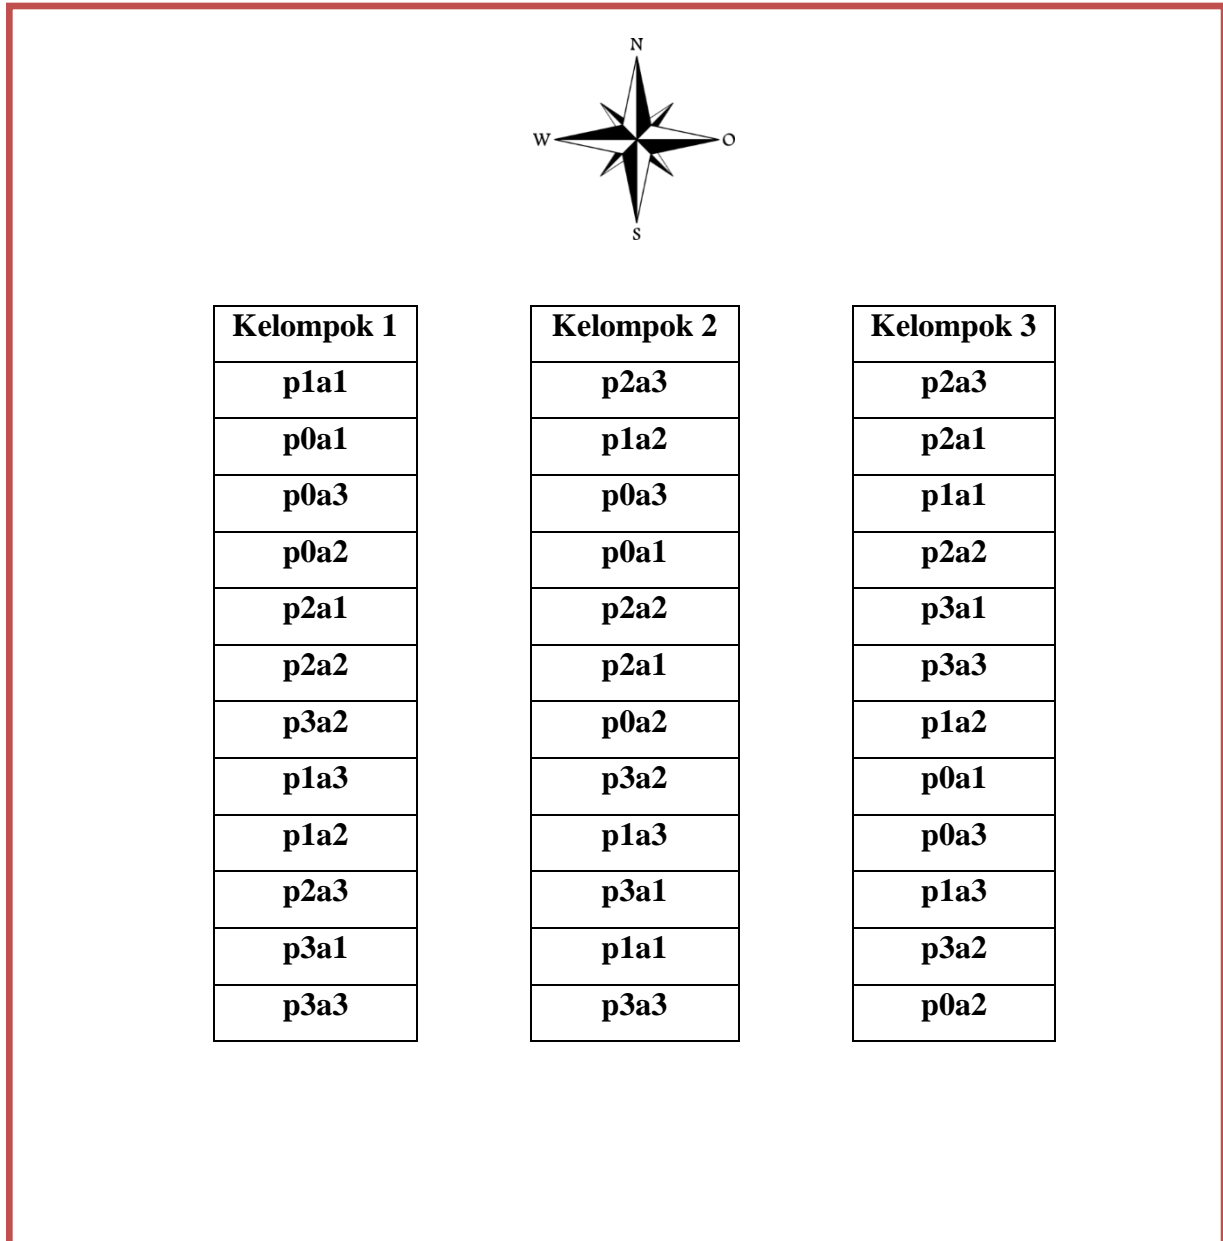 N
W O
S
Kelompok 1 Kelompok 2 Kelompok 3
p1a1 p2a3 p2a3
p0a1 p1a2 p2a1
p0a3 p0a3 p1a1
p0a2 p0a1 p2a2
p2a1 p2a2 p3a1
p2a2 p2a1 p3a3
p3a2 p0a2 p1a2
p1a3 p3a2 p0a1
p1a2 p1a3 p0a3
p2a3 p3a1 p1a3
p3a1 p1a1 p3a2
p3a3 p3a3 p0a2